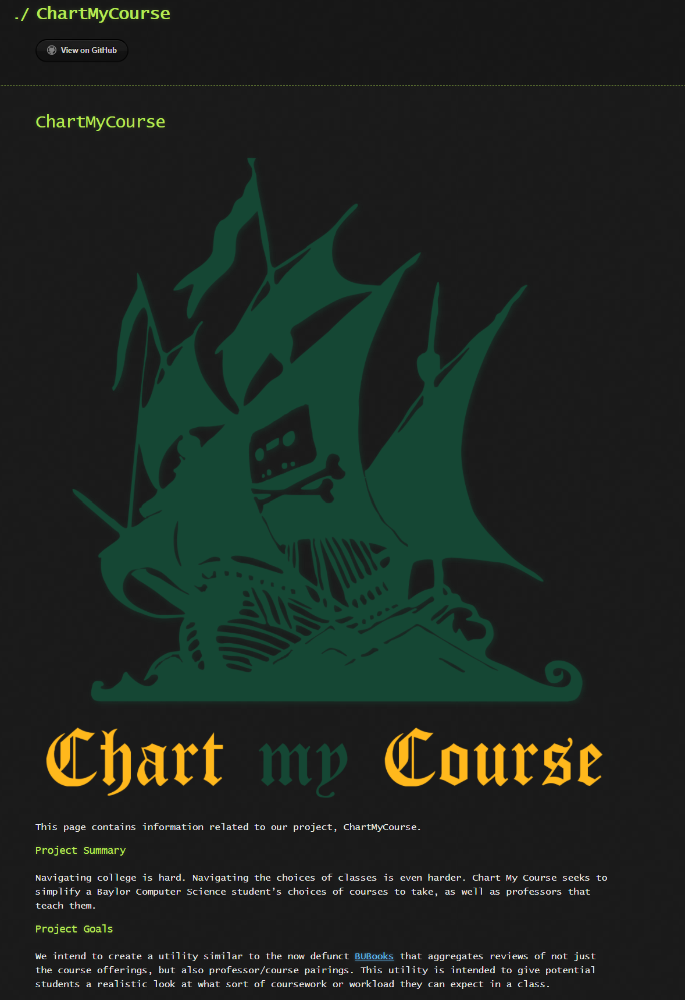 ./ ChartMyCourse
View on GitHub
ChartMyCourse
Chart my Course
This page contains information related to our project, ChartMyCourse.
Project Summary
Navigating college is hard. Navigating the choices of classes is even harder. Chart My Course seeks to
simplify a Baylor Computer Science student’s choices of courses to take, as well as professors that
teach them.
Project Goals
We intend to create a utility similar to the now defunct BUBooks that aggregates reviews of not just
the course offerings, but also professor/course pairings. This utility is intended to give potential
students a realistic look at what sort of coursework or workload they can expect in a class.